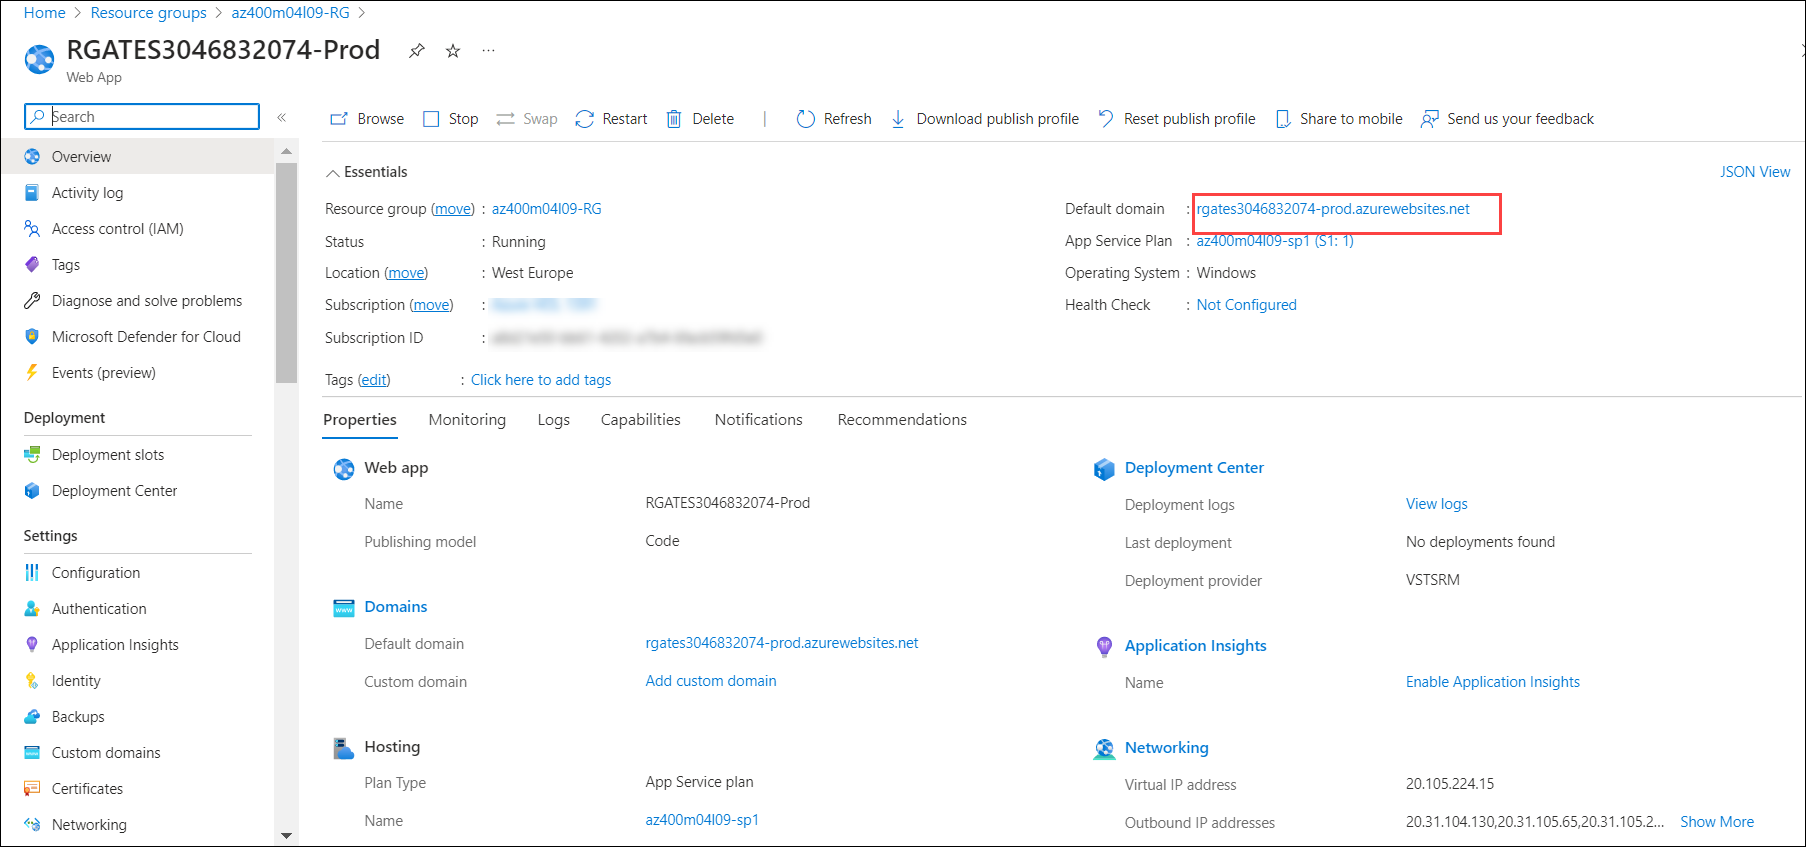 Home > Resource groups > az400m04l09-RG >
RGATES3046832074-Prod
Web App
Search
Browse Stop Swap Restart Delete | Refresh Download publish profile Reset publish profile Share to mobile Send us your feedback
Overview
Activity log
Access control (IAM)
Tags
Diagnose and solve problems
Microsoft Defender for Cloud
Events (preview)
Deployment
Deployment slots
Deployment Center
Settings
Configuration
Authentication
Application Insights
Identity
Backups
Custom domains
Certificates
Networking
Essentials
JSON View
Resource group (move) : az400m04l09-RG
Status : Running
Location (move) : West Europe
Subscription (move) :
Subscription ID :
Tags (edit) : Click here to add tags
Default domain : rgates3046832074-prod.azurewebsites.net
App Service Plan : az400m04l09-sp1 (S1: 1)
Operating System : Windows
Health Check : Not Configured
Properties Monitoring Logs Capabilities Notifications Recommendations
Web app
Name RGATES3046832074-Prod
Publishing model Code
Domains
Default domain rgates3046832074-prod.azurewebsites.net
Custom domain Add custom domain
Hosting
Plan Type App Service plan
Name az400m04l09-sp1
Deployment Center
Deployment logs View logs
Last deployment No deployments found
Deployment provider VSTSRM
Application Insights
Name Enable Application Insights
Networking
Virtual IP address 20.105.224.15
Outbound IP addresses 20.31.104.130,20.31.105.65,20.31.105.2... Show More